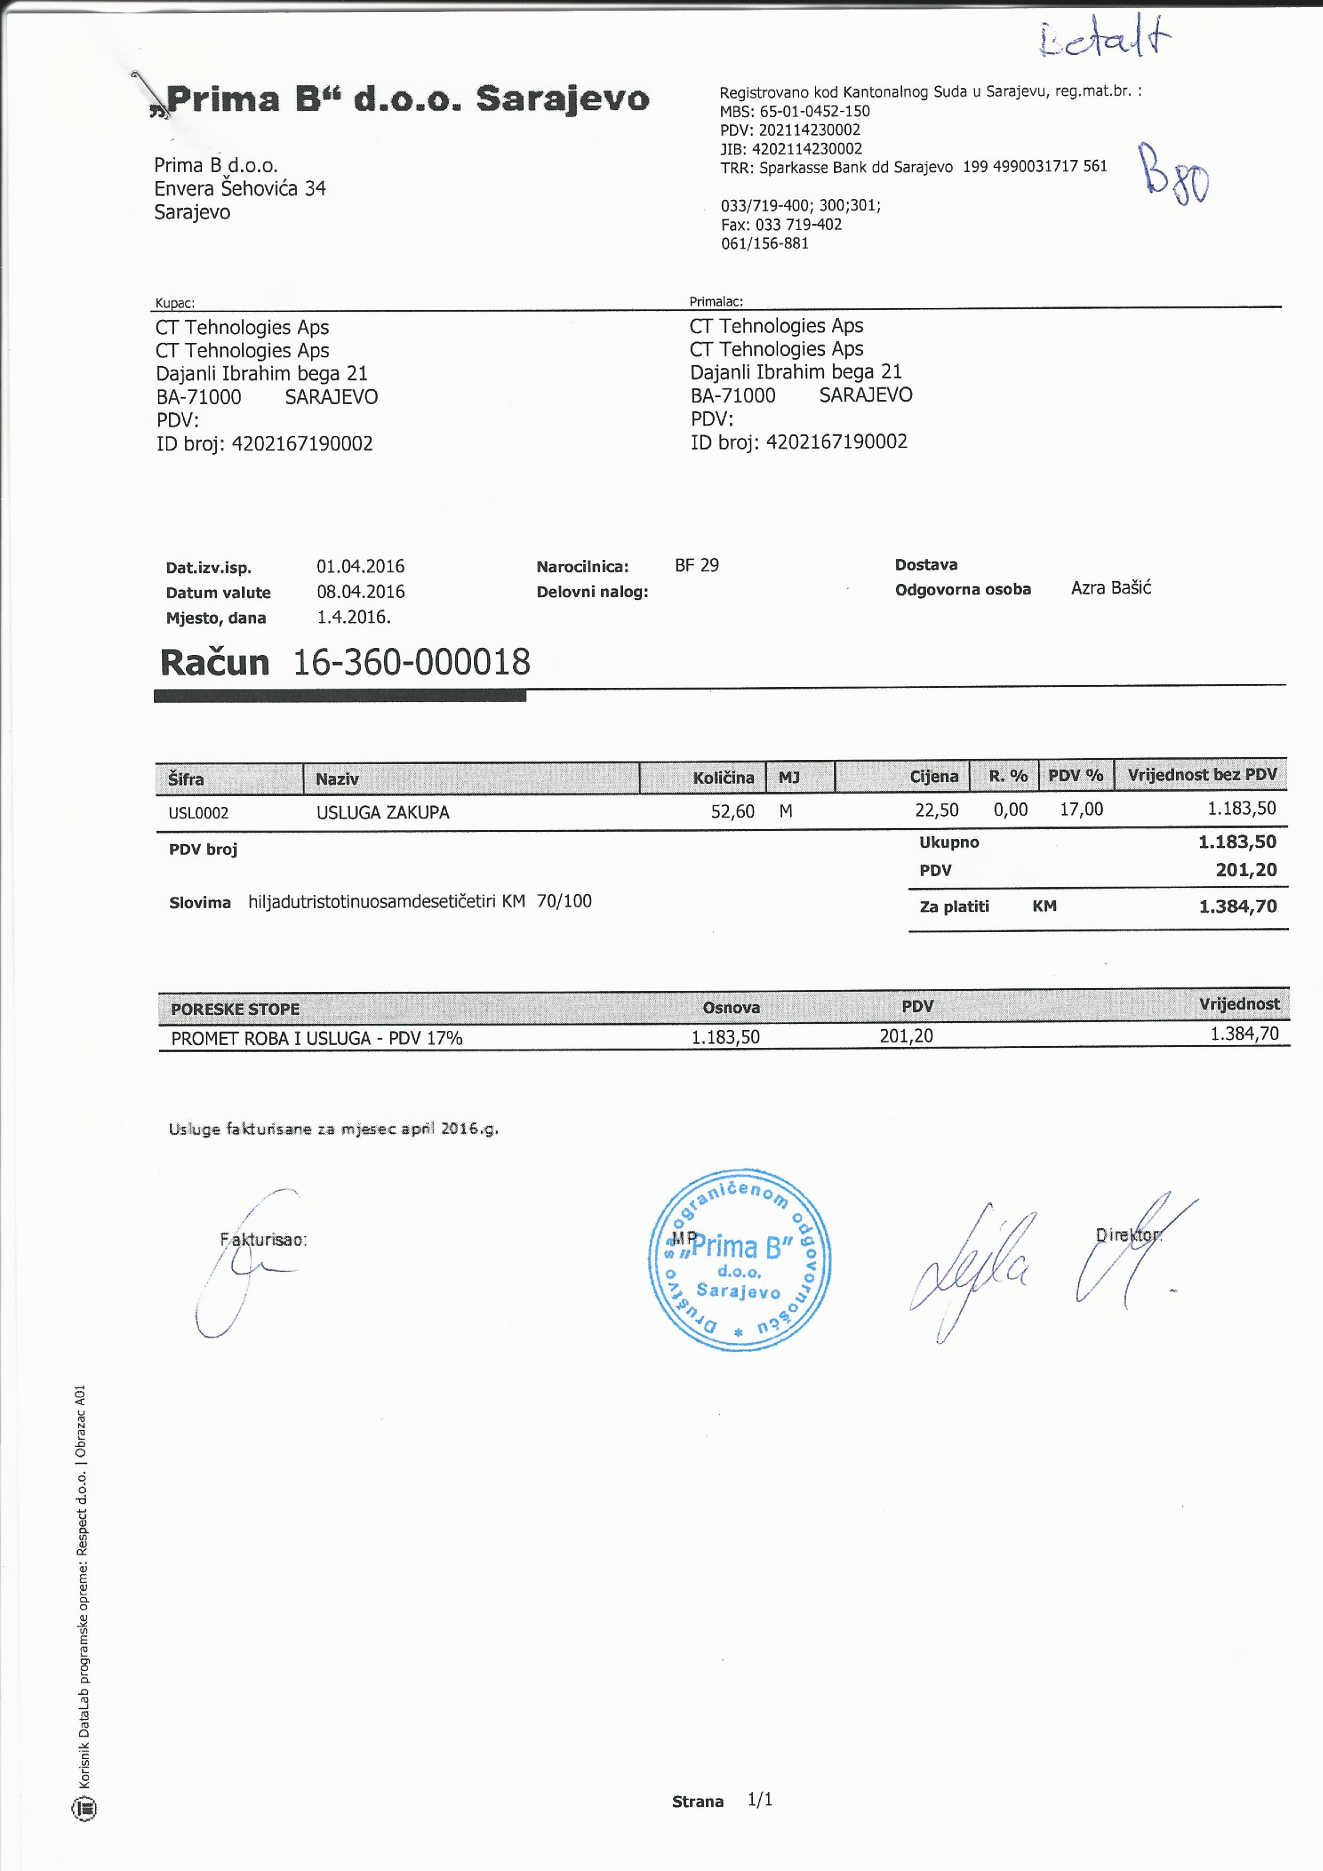 Betalt
„Prima B“ d.o.o. Sarajevo
Prima B d.o.o.
Envera Šehovića 34
Sarajevo
Registrovano kod Kantonalnog Suda u Sarajevu, reg.mat.br. :
MBS: 65-01-0452-150
PDV: 202114230002
JIB: 4202114230002
TRR: Sparkasse Bank dd Sarajevo 199 4990031717 561
B80
033/719-400; 300;301;
Fax: 033 719-402
061/156-881
Kupac:
CT Tehnologies Aps
CT Tehnologies Aps
Dajanli Ibrahim bega 21
BA-71000 SARAJEVO
PDV:
ID broj: 4202167190002
Primalac:
CT Tehnologies Aps
CT Tehnologies Aps
Dajanli Ibrahim bega 21
BA-71000 SARAJEVO
PDV:
ID broj: 4202167190002
Dat.izv.isp. 01.04.2016 Narocilnica: BF 29 Dostava
Datum valute 08.04.2016 Delovni nalog: Odgovorna osoba Azra Bašić
Mjesto, dana 1.4.2016.
Račun 16-360-000018
Šifra Naziv Količina MJ Cijena R. % PDV % Vrijednost bez PDV
USL0002 USLUGA ZAKUPA 52,60 M 22,50 0,00 17,00 1.183,50
PDV broj Ukupno 1.183,50
PDV 201,20
Slovima hiljadutristotinuosamdesetičetiri KM 70/100 Za platiti KM 1.384,70
PORESKE STOPE Osnova PDV Vrijednost
PROMET ROBA I USLUGA - PDV 17% 1.183,50 201,20 1.384,70
Usluge fakturisane za mjesec april 2016.g.
Fakturisao: MP Direktor:
Društvo sa ograničenom odgovornošću *
„Prima B”
d.o.o.
Sarajevo
Lejla
Korisnik DataLab programske opreme: Respect d.o.o. | Obrazac A01
Strana 1/1